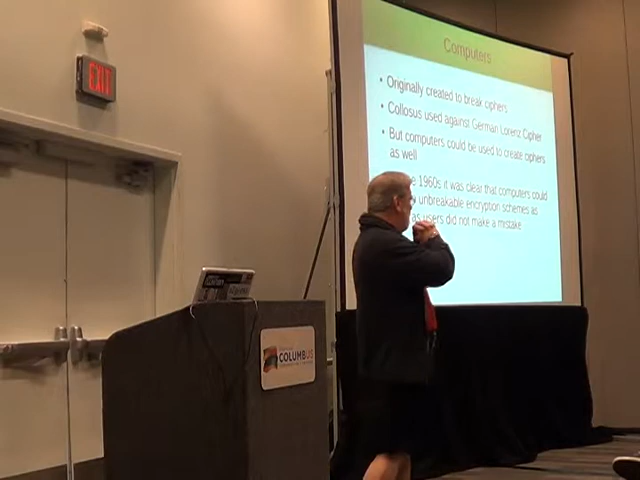 EXIT
Computers
• Originally created to break ciphers
• Collosus used against German Lorenz Cipher
• But computers could be used to create ciphers
as well
1960s it was clear that computers could
unbreakable encryption schemes as
as users did not make a mistake
COLUMBUS